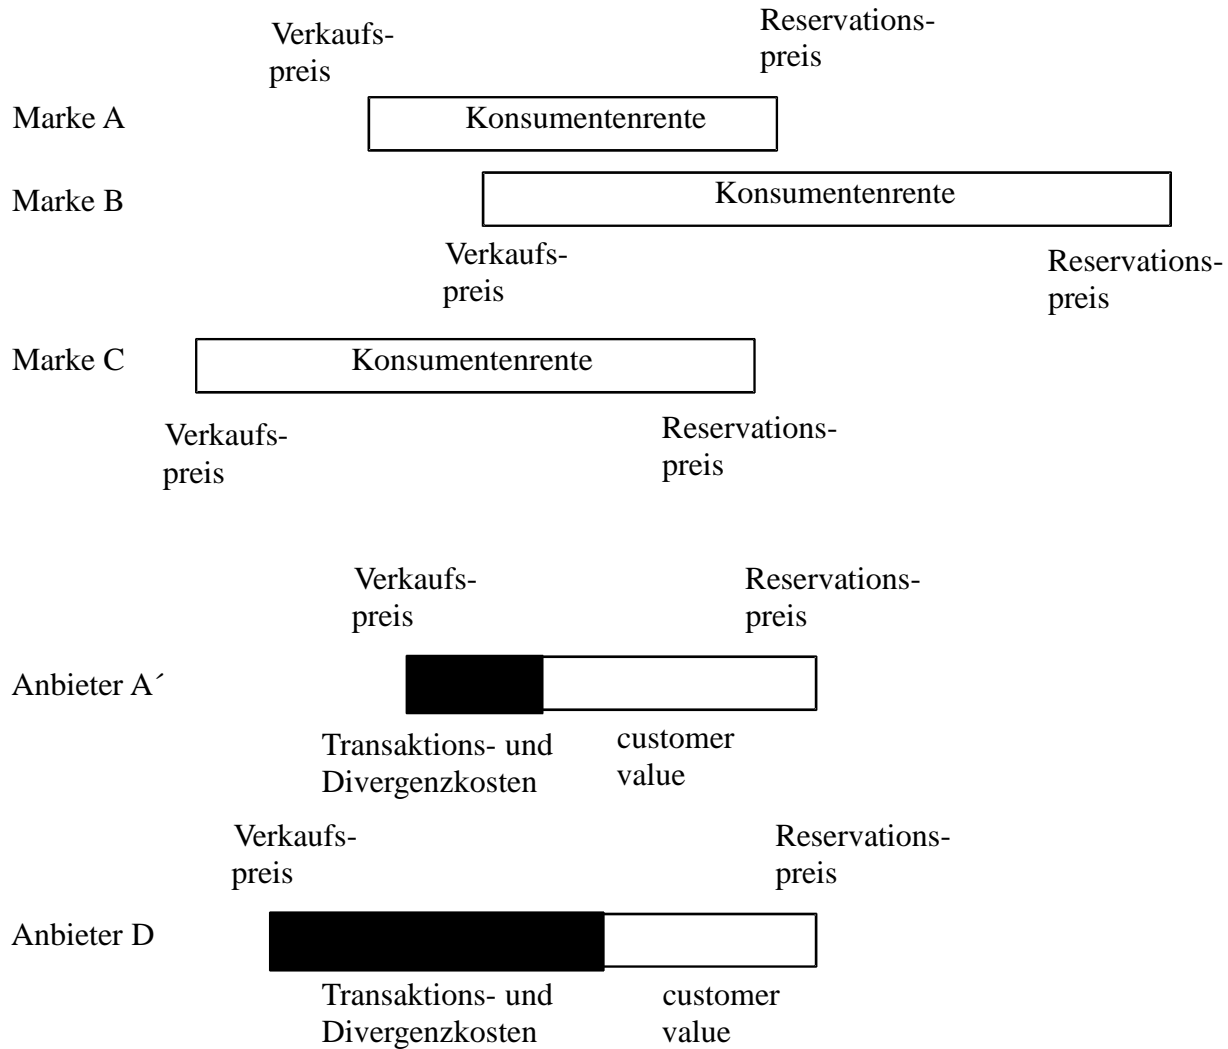 Verkaufs-
preis
Reservations-
preis
Marke A
Konsumentenrente
Marke B
Konsumentenrente
Verkaufs-
preis
Reservations-
preis
Marke C
Konsumentenrente
Verkaufs-
preis
Reservations-
preis
Verkaufs-
preis
Reservations-
preis
Anbieter A´
Transaktions- und
Divergenzkosten
customer
value
Verkaufs-
preis
Reservations-
preis
Anbieter D
Transaktions- und
Divergenzkosten
customer
value